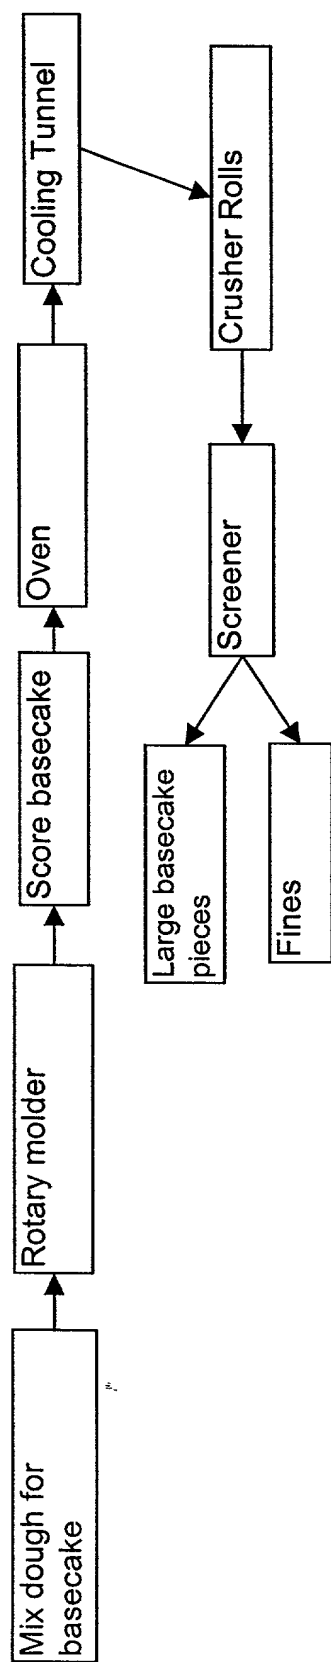 Mix dough for
basecake
Rotary molder
Score basecake
Oven
Cooling Tunnel
Crusher Rolls
Screener
Large basecake
pieces
Fines